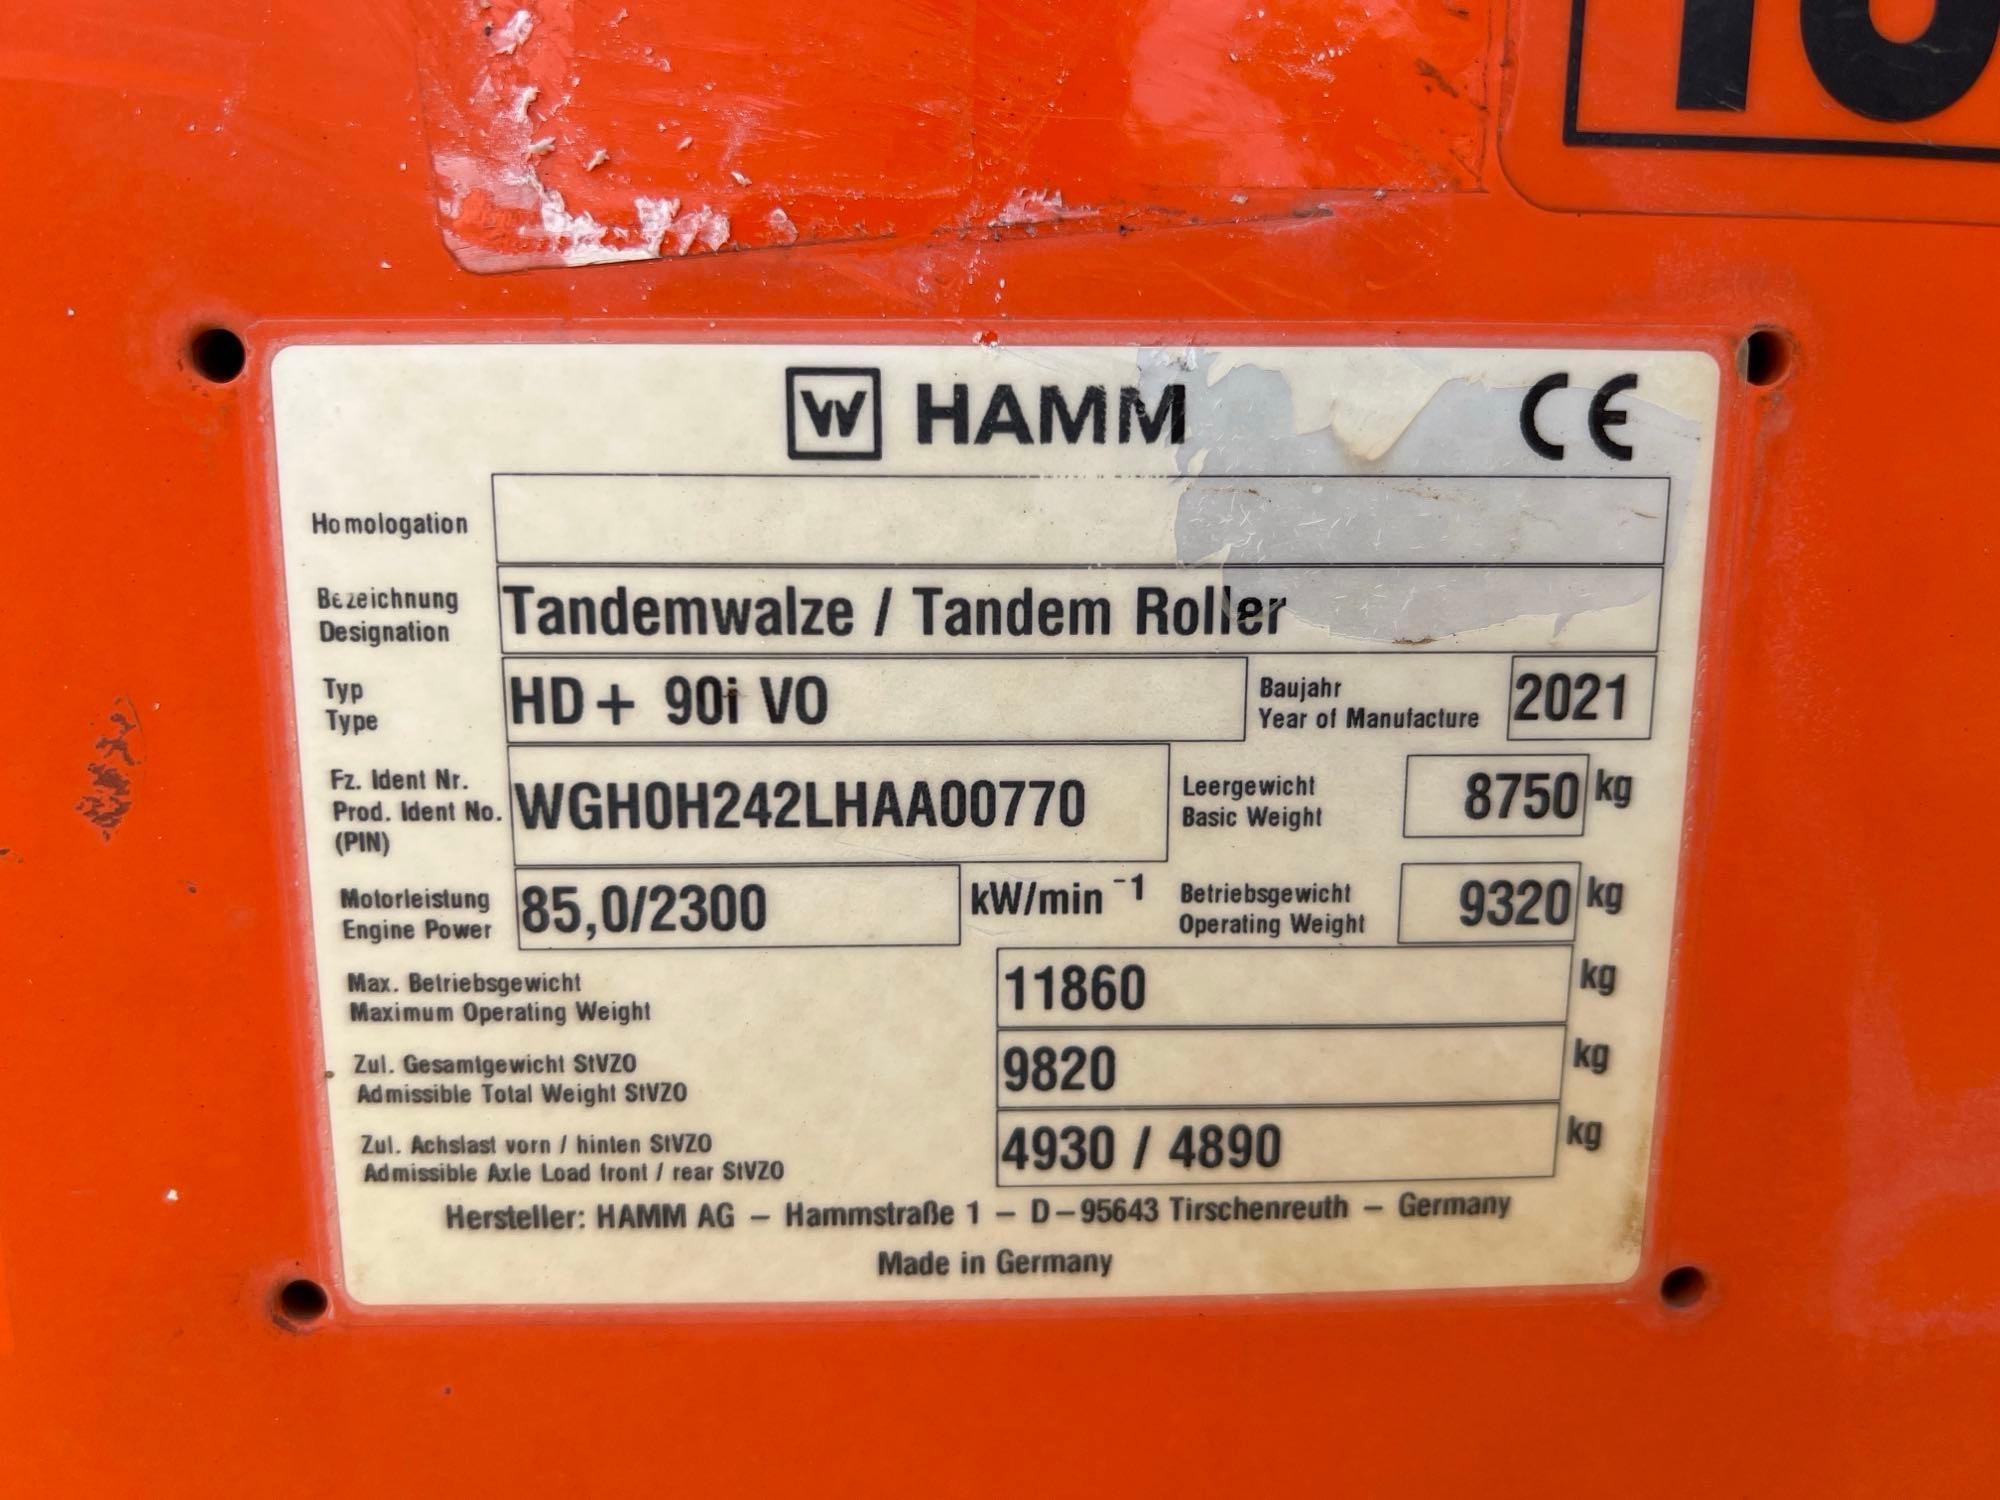 HAMM CE
Homologation
Bezeichnung
Designation
Tandemwalze / Tandem Roller
Typ
Type
HD+ 90i VO
Baujahr
Year of Manufacture
2021
Fz. Ident Nr.
Prod. Ident No.
(PIN)
WGH0H242LHAA00770
Leergewicht
Basic Weight
8750 kg
Motorleistung
Engine Power
85,0/2300 kW/min ⁻¹
Betriebsgewicht
Operating Weight
9320 kg
Max. Betriebsgewicht
Maximum Operating Weight
11860 kg
Zul. Gesamtgewicht StVZO
Admissible Total Weight StVZO
9820 kg
Zul. Achslast vorn / hinten StVZO
Admissible Axle Load front / rear StVZO
4930 / 4890 kg
Hersteller: HAMM AG – Hammstraße 1 – D–95643 Tirschenreuth – Germany
Made in Germany